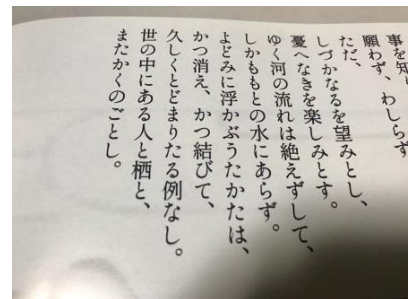 事を知り
願わず、わしらず
ただ、
しづかなるを望みとし、
憂へなきを楽しみとす。
ゆく河の流れは絶えずして、
しかももとの水にあらず。
よどみに浮かぶうたかたは、
かつ消え、かつ結びて、
久しくとどまりたる例なし。
世の中にある人と栖と、
またかくのごとし。